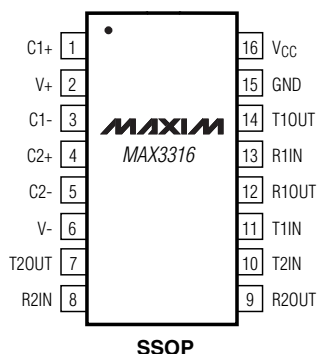 C1+ 1 16 VCC
V+ 2 15 GND
C1- 3 14 T1OUT
MAXIM
C2+ 4 MAX3316 13 R1IN
C2- 5 12 R1OUT
V- 6 11 T1IN
T2OUT 7 10 T2IN
R2IN 8 9 R2OUT
SSOP